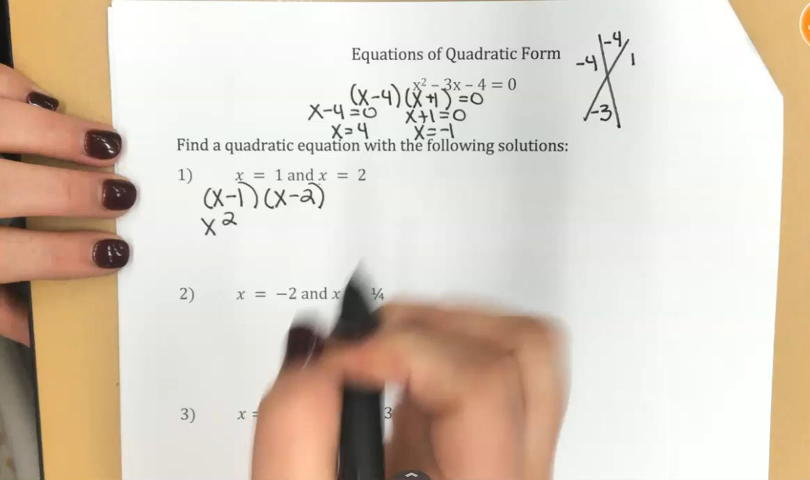 Equations of Quadratic Form
-4
-4 1
-3
x² – 3x – 4 = 0
(x-4)(x+1)=0
x-4=0 x+1=0
x=4 x=-1
Find a quadratic equation with the following solutions:
1) x = 1 and x = 2
(x-1)(x-2)
x²
2) x = −2 and x ¼
3) x = 3